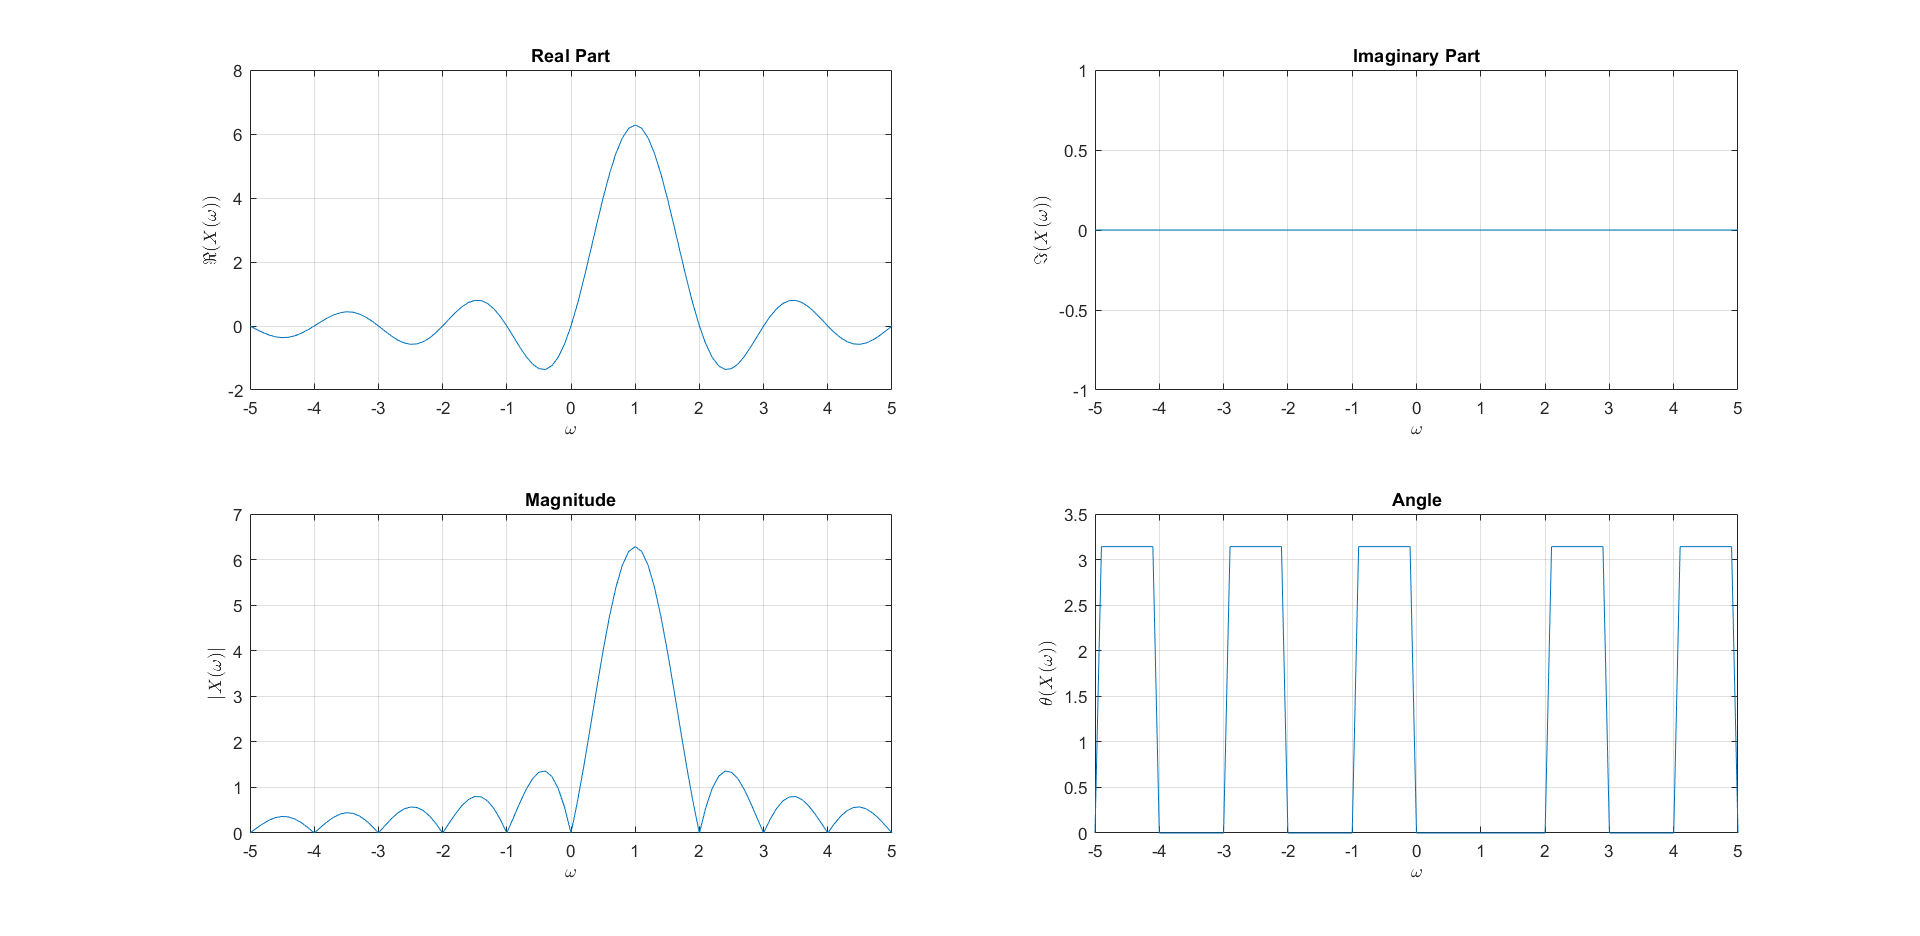 Real Part
8
6
4
2
0
-2
ℜ(X(ω))
-5 -4 -3 -2 -1 0 1 2 3 4 5
ω
Imaginary Part
1
0.5
0
-0.5
-1
ℑ(X(ω))
-5 -4 -3 -2 -1 0 1 2 3 4 5
ω
Magnitude
7
6
5
4
3
2
1
0
|X(ω)|
-5 -4 -3 -2 -1 0 1 2 3 4 5
ω
Angle
3.5
3
2.5
2
1.5
1
0.5
0
θ(X(ω))
-5 -4 -3 -2 -1 0 1 2 3 4 5
ω